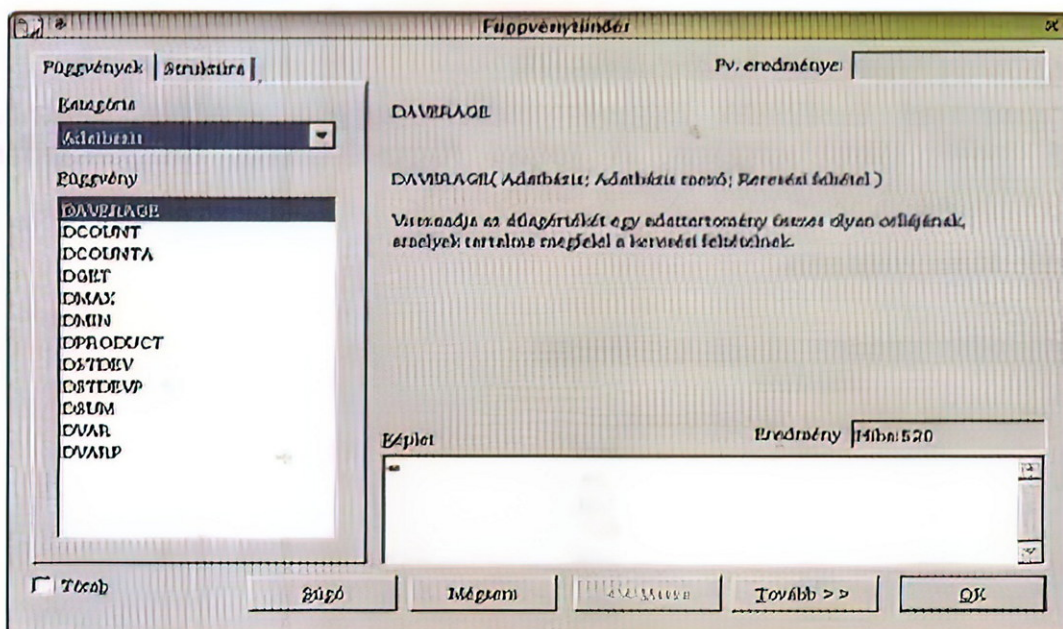 Függvénytündér
Függvények Struktúra
Fv. eredménye:
Kategória
Adatbázis
Függvény
DAVERAGE
DCOUNT
DCOUNTA
DGET
DMAX
DMIN
DPRODUCT
DSTDEV
DSTDEVP
DSUM
DVAR
DVARP
DAVERAGE
DAVERAGE( Adatbázis; Adatbázis mező; Keresési feltétel )
Visszaadja az átlagértékét egy adattartomány összes olyan cellájának,
amelyek tartalma megfelel a keresési feltételnek.
Képlet
Eredmény Hiba:520
=
Tömb
Súgó
Mégsem
Tovább >>
OK